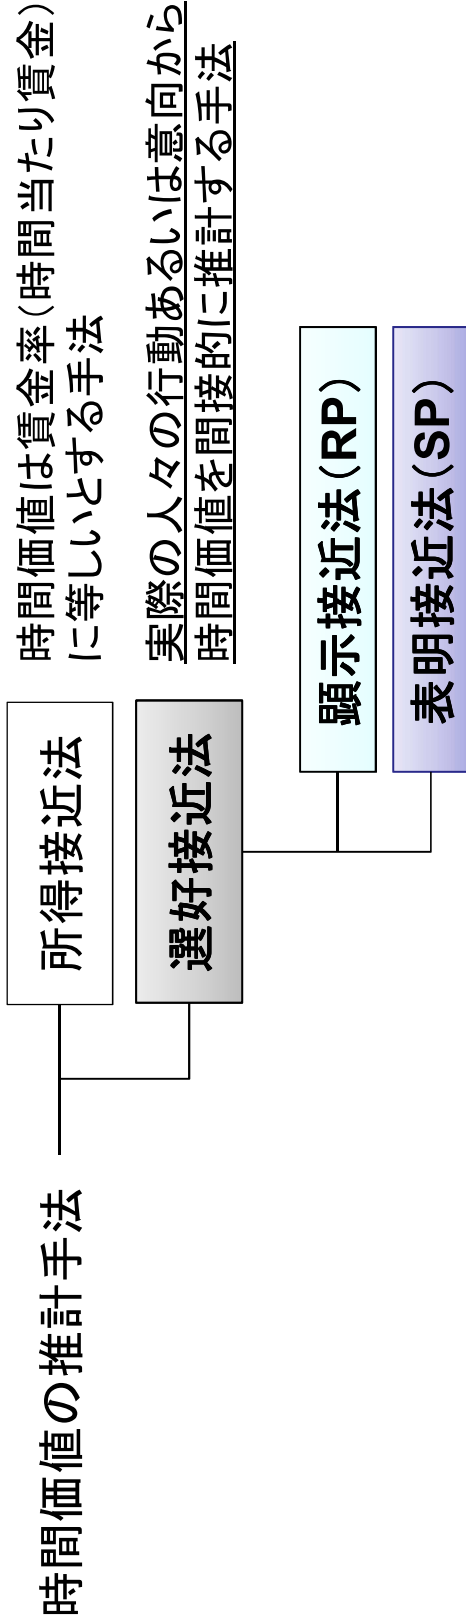 時間価値の推計手法
所得接近法
時間価値は賃金率（時間当たり賃金）
に等しいとする手法
選好接近法
実際の人々の行動あるいは意向から
時間価値を間接的に推計する手法
顕示接近法（RP）
表明接近法（SP）